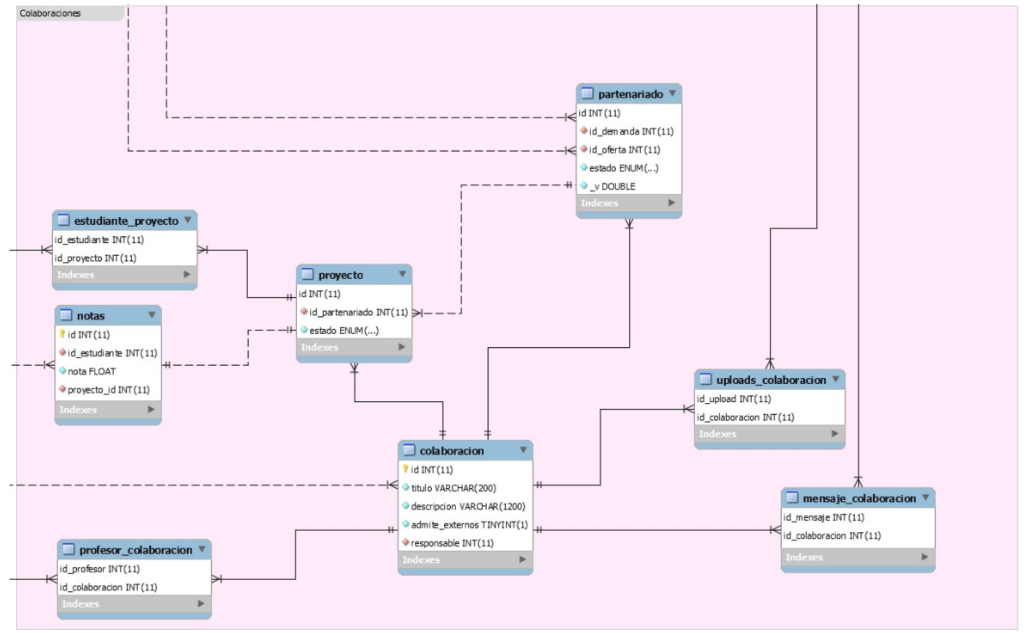 Colaboraciones
partenariado
id INT(11)
id_demanda INT(11)
id_oferta INT(11)
estado ENUM(...)
_v DOUBLE
Indexes
estudiante_proyecto
id_estudiante INT(11)
id_proyecto INT(11)
Indexes
proyecto
id INT(11)
id_partenariado INT(11)
estado ENUM(...)
Indexes
notas
id INT(11)
id_estudiante INT(11)
nota FLOAT
proyecto_id INT(11)
Indexes
uploads_colaboracion
id_upload INT(11)
id_colaboracion INT(11)
Indexes
colaboracion
id INT(11)
titulo VARCHAR(200)
descripcion VARCHAR(1200)
admite_externos TINYINT(1)
responsable INT(11)
Indexes
mensaje_colaboracion
id_mensaje INT(11)
id_colaboracion INT(11)
Indexes
profesor_colaboracion
id_profesor INT(11)
id_colaboracion INT(11)
Indexes